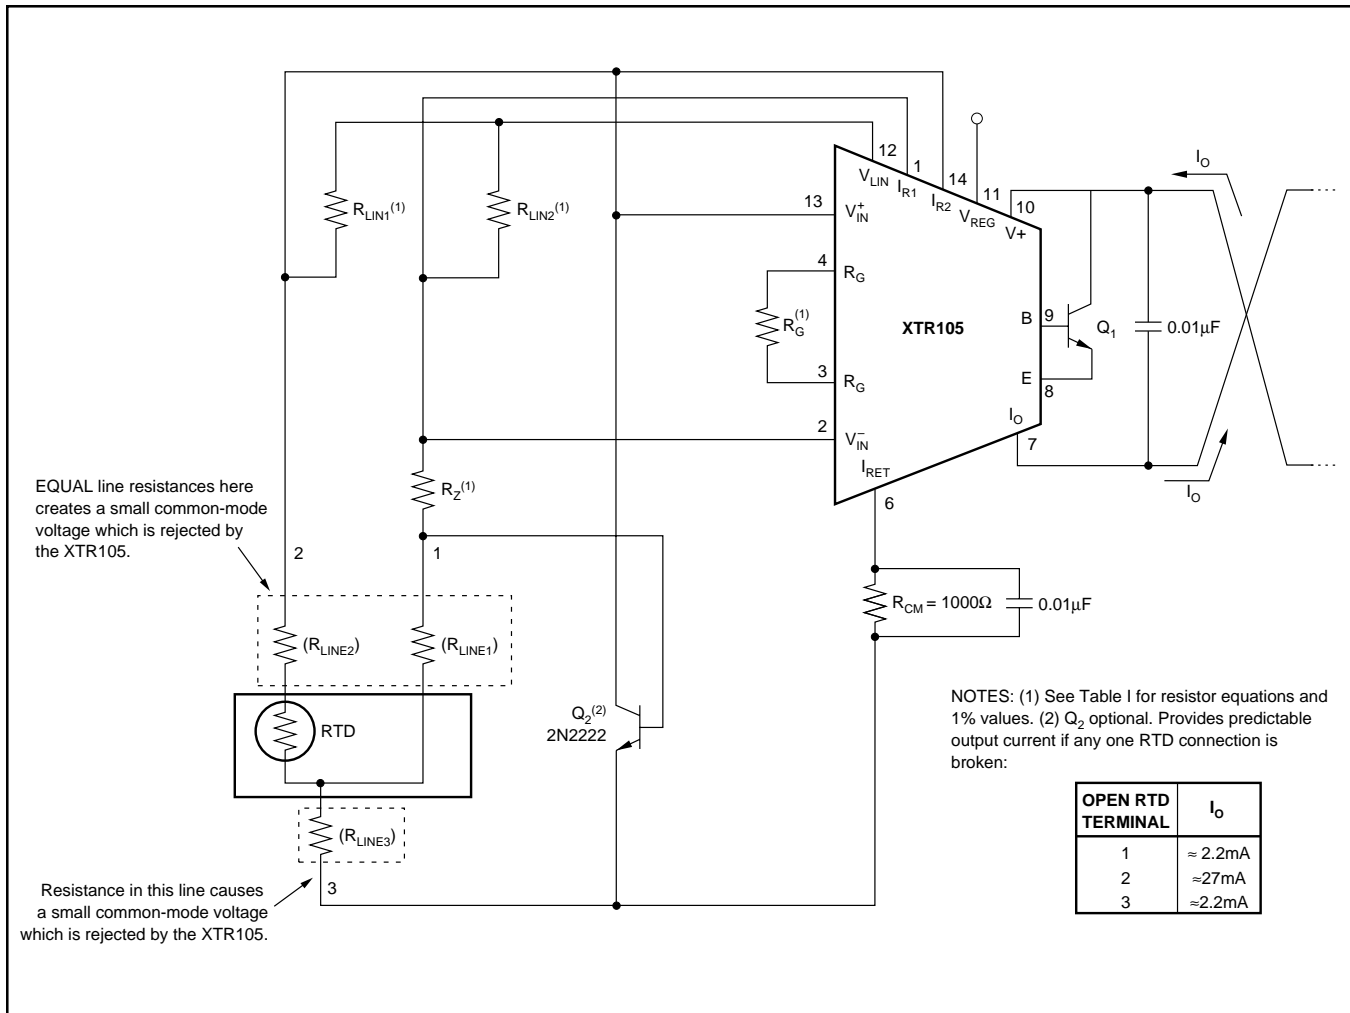 12
1
14
11
10
V_LIN
I_R1
I_R2
V_REG
V+
I_O
R_LIN1^(1)
R_LIN2^(1)
13
V_IN^+
4
R_G
R_G^(1)
XTR105
B
9
Q_1
0.01µF
3
R_G
E
8
2
V_IN^–
I_O
7
I_RET
6
I_O
R_Z^(1)
EQUAL line resistances here
creates a small common-mode
voltage which is rejected by
the XTR105.
2
1
R_CM = 1000Ω
0.01µF
(R_LINE2)
(R_LINE1)
RTD
Q_2^(2)
2N2222
(R_LINE3)
3
Resistance in this line causes
a small common-mode voltage
which is rejected by the XTR105.
NOTES: (1) See Table I for resistor equations and
1% values. (2) Q_2 optional. Provides predictable
output current if any one RTD connection is
broken:
OPEN RTD
TERMINAL
I_O
1 ≈ 2.2mA
2 ≈27mA
3 ≈2.2mA